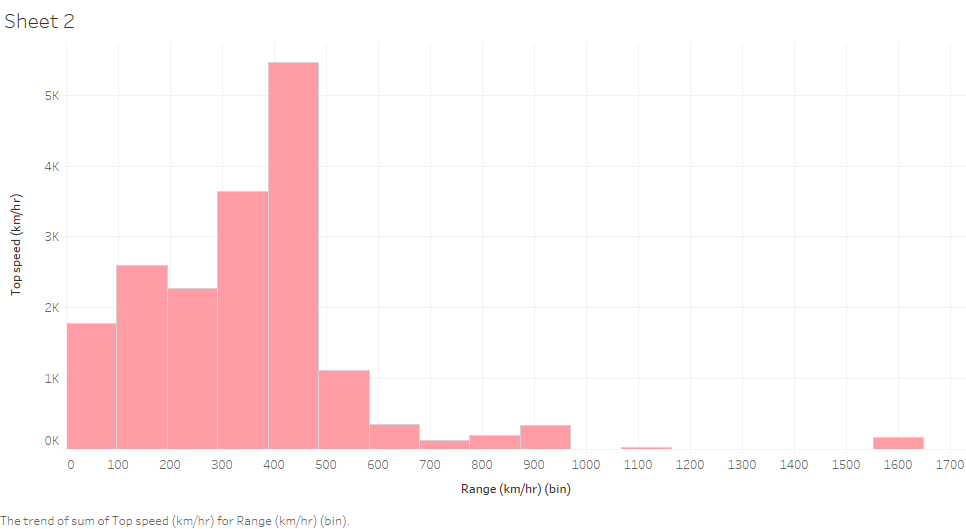 Sheet 2
5K
4K
3K
2K
1K
0K
Top speed (km/hr)
0 100 200 300 400 500 600 700 800 900 1000 1100 1200 1300 1400 1500 1600 1700
Range (km/hr) (bin)
The trend of sum of Top speed (km/hr) for Range (km/hr) (bin).